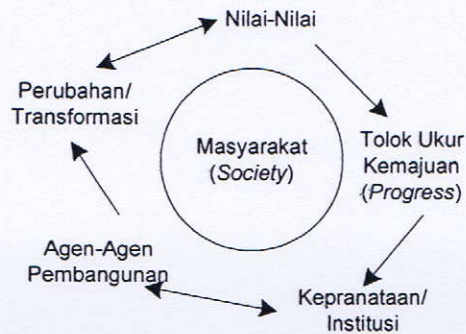 Nilai-Nilai
Perubahan/
Transformasi
Masyarakat
(Society)
Tolok Ukur
Kemajuan
(Progress)
Agen-Agen
Pembangunan
Kepranataan/
Institusi